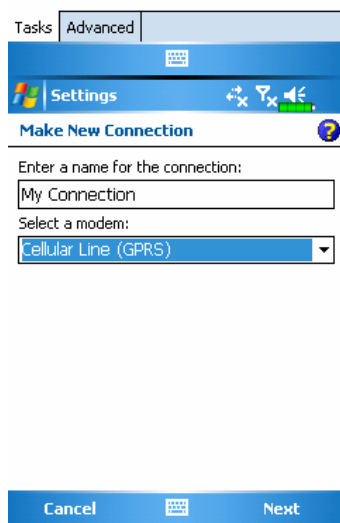 Tasks Advanced
Settings
Make New Connection
Enter a name for the connection:
My Connection
Select a modem:
Cellular Line (GPRS)
Cancel Next